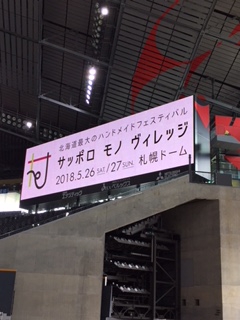 北海道最大のハンドメイドフェスティバル
サッポロ モノ ヴィレッジ
2018.5.26 SAT/27 SUN. 札幌ドーム